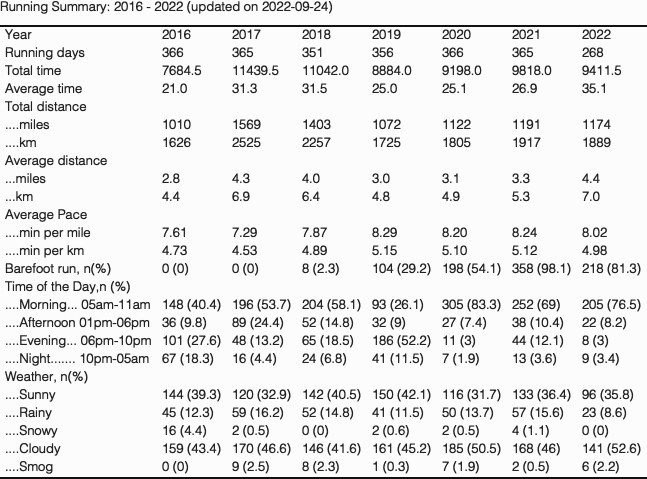 Running Summary: 2016 - 2022 (updated on 2022-09-24)
Year 2016 2017 2018 2019 2020 2021 2022
Running days 366 365 351 356 366 365 268
Total time 7684.5 11439.5 11042.0 8884.0 9198.0 9818.0 9411.5
Average time 21.0 31.3 31.5 25.0 25.1 26.9 35.1
Total distance
....miles 1010 1569 1403 1072 1122 1191 1174
....km 1626 2525 2257 1725 1805 1917 1889
Average distance
...miles 2.8 4.3 4.0 3.0 3.1 3.3 4.4
...km 4.4 6.9 6.4 4.8 4.9 5.3 7.0
Average Pace
....min per mile 7.61 7.29 7.87 8.29 8.20 8.24 8.02
....min per km 4.73 4.53 4.89 5.15 5.10 5.12 4.98
Barefoot run, n(%) 0 (0) 0 (0) 8 (2.3) 104 (29.2) 198 (54.1) 358 (98.1) 218 (81.3)
Time of the Day,n (%)
....Morning... 05am-11am 148 (40.4) 196 (53.7) 204 (58.1) 93 (26.1) 305 (83.3) 252 (69) 205 (76.5)
....Afternoon 01pm-06pm 36 (9.8) 89 (24.4) 52 (14.8) 32 (9) 27 (7.4) 38 (10.4) 22 (8.2)
....Evening... 06pm-10pm 101 (27.6) 48 (13.2) 65 (18.5) 186 (52.2) 11 (3) 44 (12.1) 8 (3)
....Night....... 10pm-05am 67 (18.3) 16 (4.4) 24 (6.8) 41 (11.5) 7 (1.9) 13 (3.6) 9 (3.4)
Weather, n(%)
....Sunny 144 (39.3) 120 (32.9) 142 (40.5) 150 (42.1) 116 (31.7) 133 (36.4) 96 (35.8)
....Rainy 45 (12.3) 59 (16.2) 52 (14.8) 41 (11.5) 50 (13.7) 57 (15.6) 23 (8.6)
....Snowy 16 (4.4) 2 (0.5) 0 (0) 2 (0.6) 2 (0.5) 4 (1.1) 0 (0)
....Cloudy 159 (43.4) 170 (46.6) 146 (41.6) 161 (45.2) 185 (50.5) 168 (46) 141 (52.6)
....Smog 0 (0) 9 (2.5) 8 (2.3) 1 (0.3) 7 (1.9) 2 (0.5) 6 (2.2)